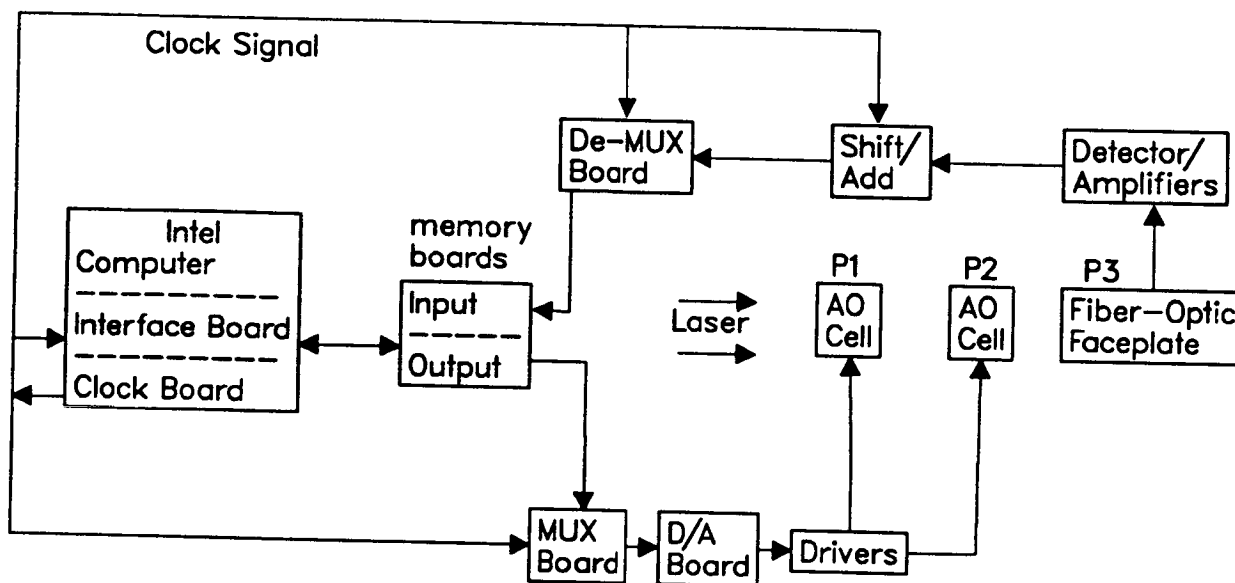 Clock Signal
De-MUX
Board
Shift/
Add
Detector/
Amplifiers
Intel
Computer
Interface Board
Clock Board
memory
boards
Input
Output
Laser
P1
AO
Cell
P2
AO
Cell
P3
Fiber-Optic
Faceplate
MUX
Board
D/A
Board
Drivers